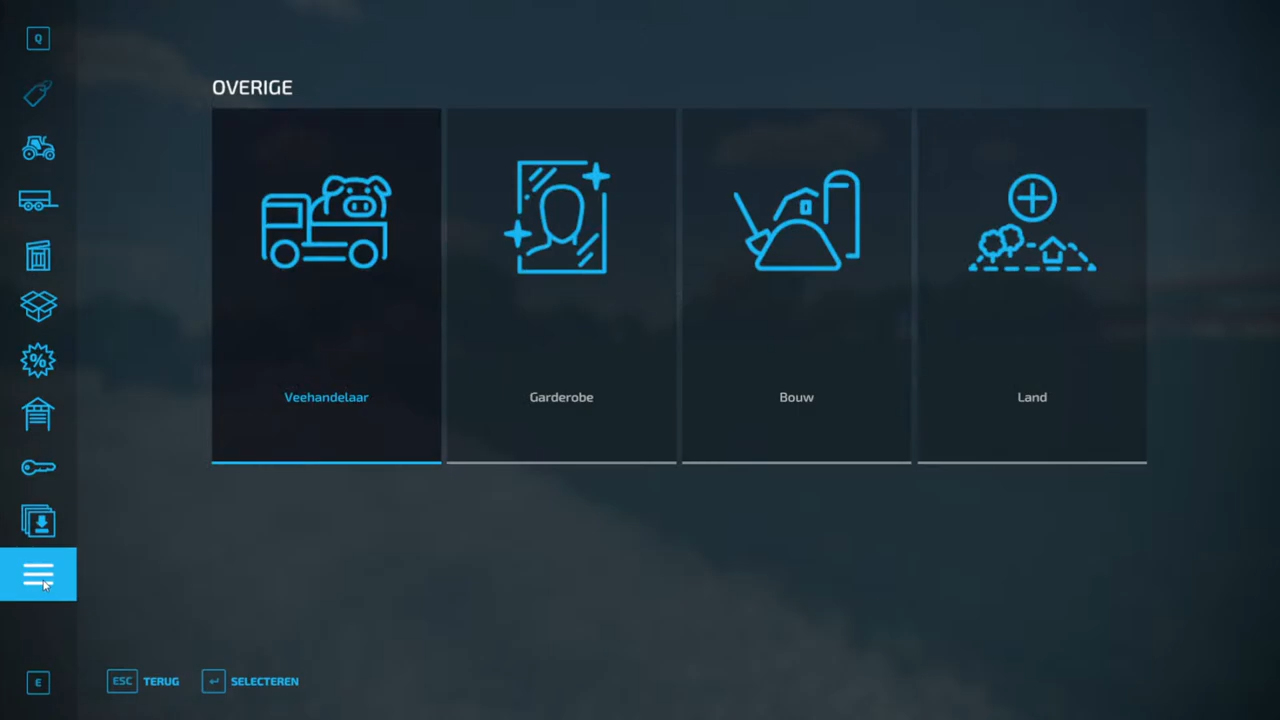 Q
OVERIGE
%
Veehandelaar
Garderobe
Bouw
Land
E
ESC TERUG
↵ SELECTEREN